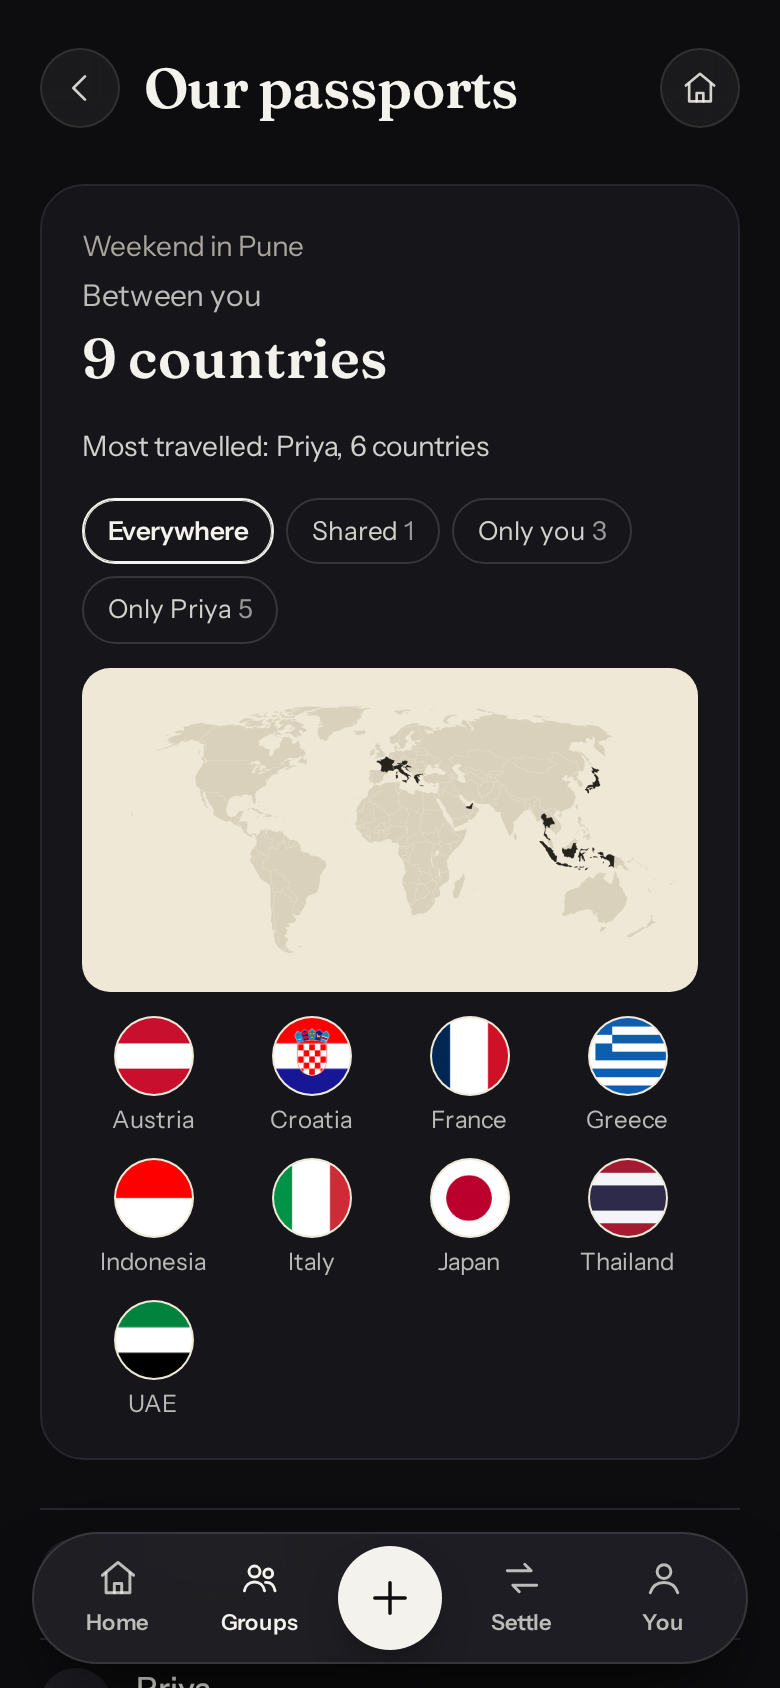 Our passports
Weekend in Pune
Between you
9 countries
Most travelled: Priya, 6 countries
Everywhere
Shared 1
Only you 3
Only Priya 5
Austria
Croatia
France
Greece
Indonesia
Italy
Japan
Thailand
UAE
Home
Groups
Settle
You
Priya